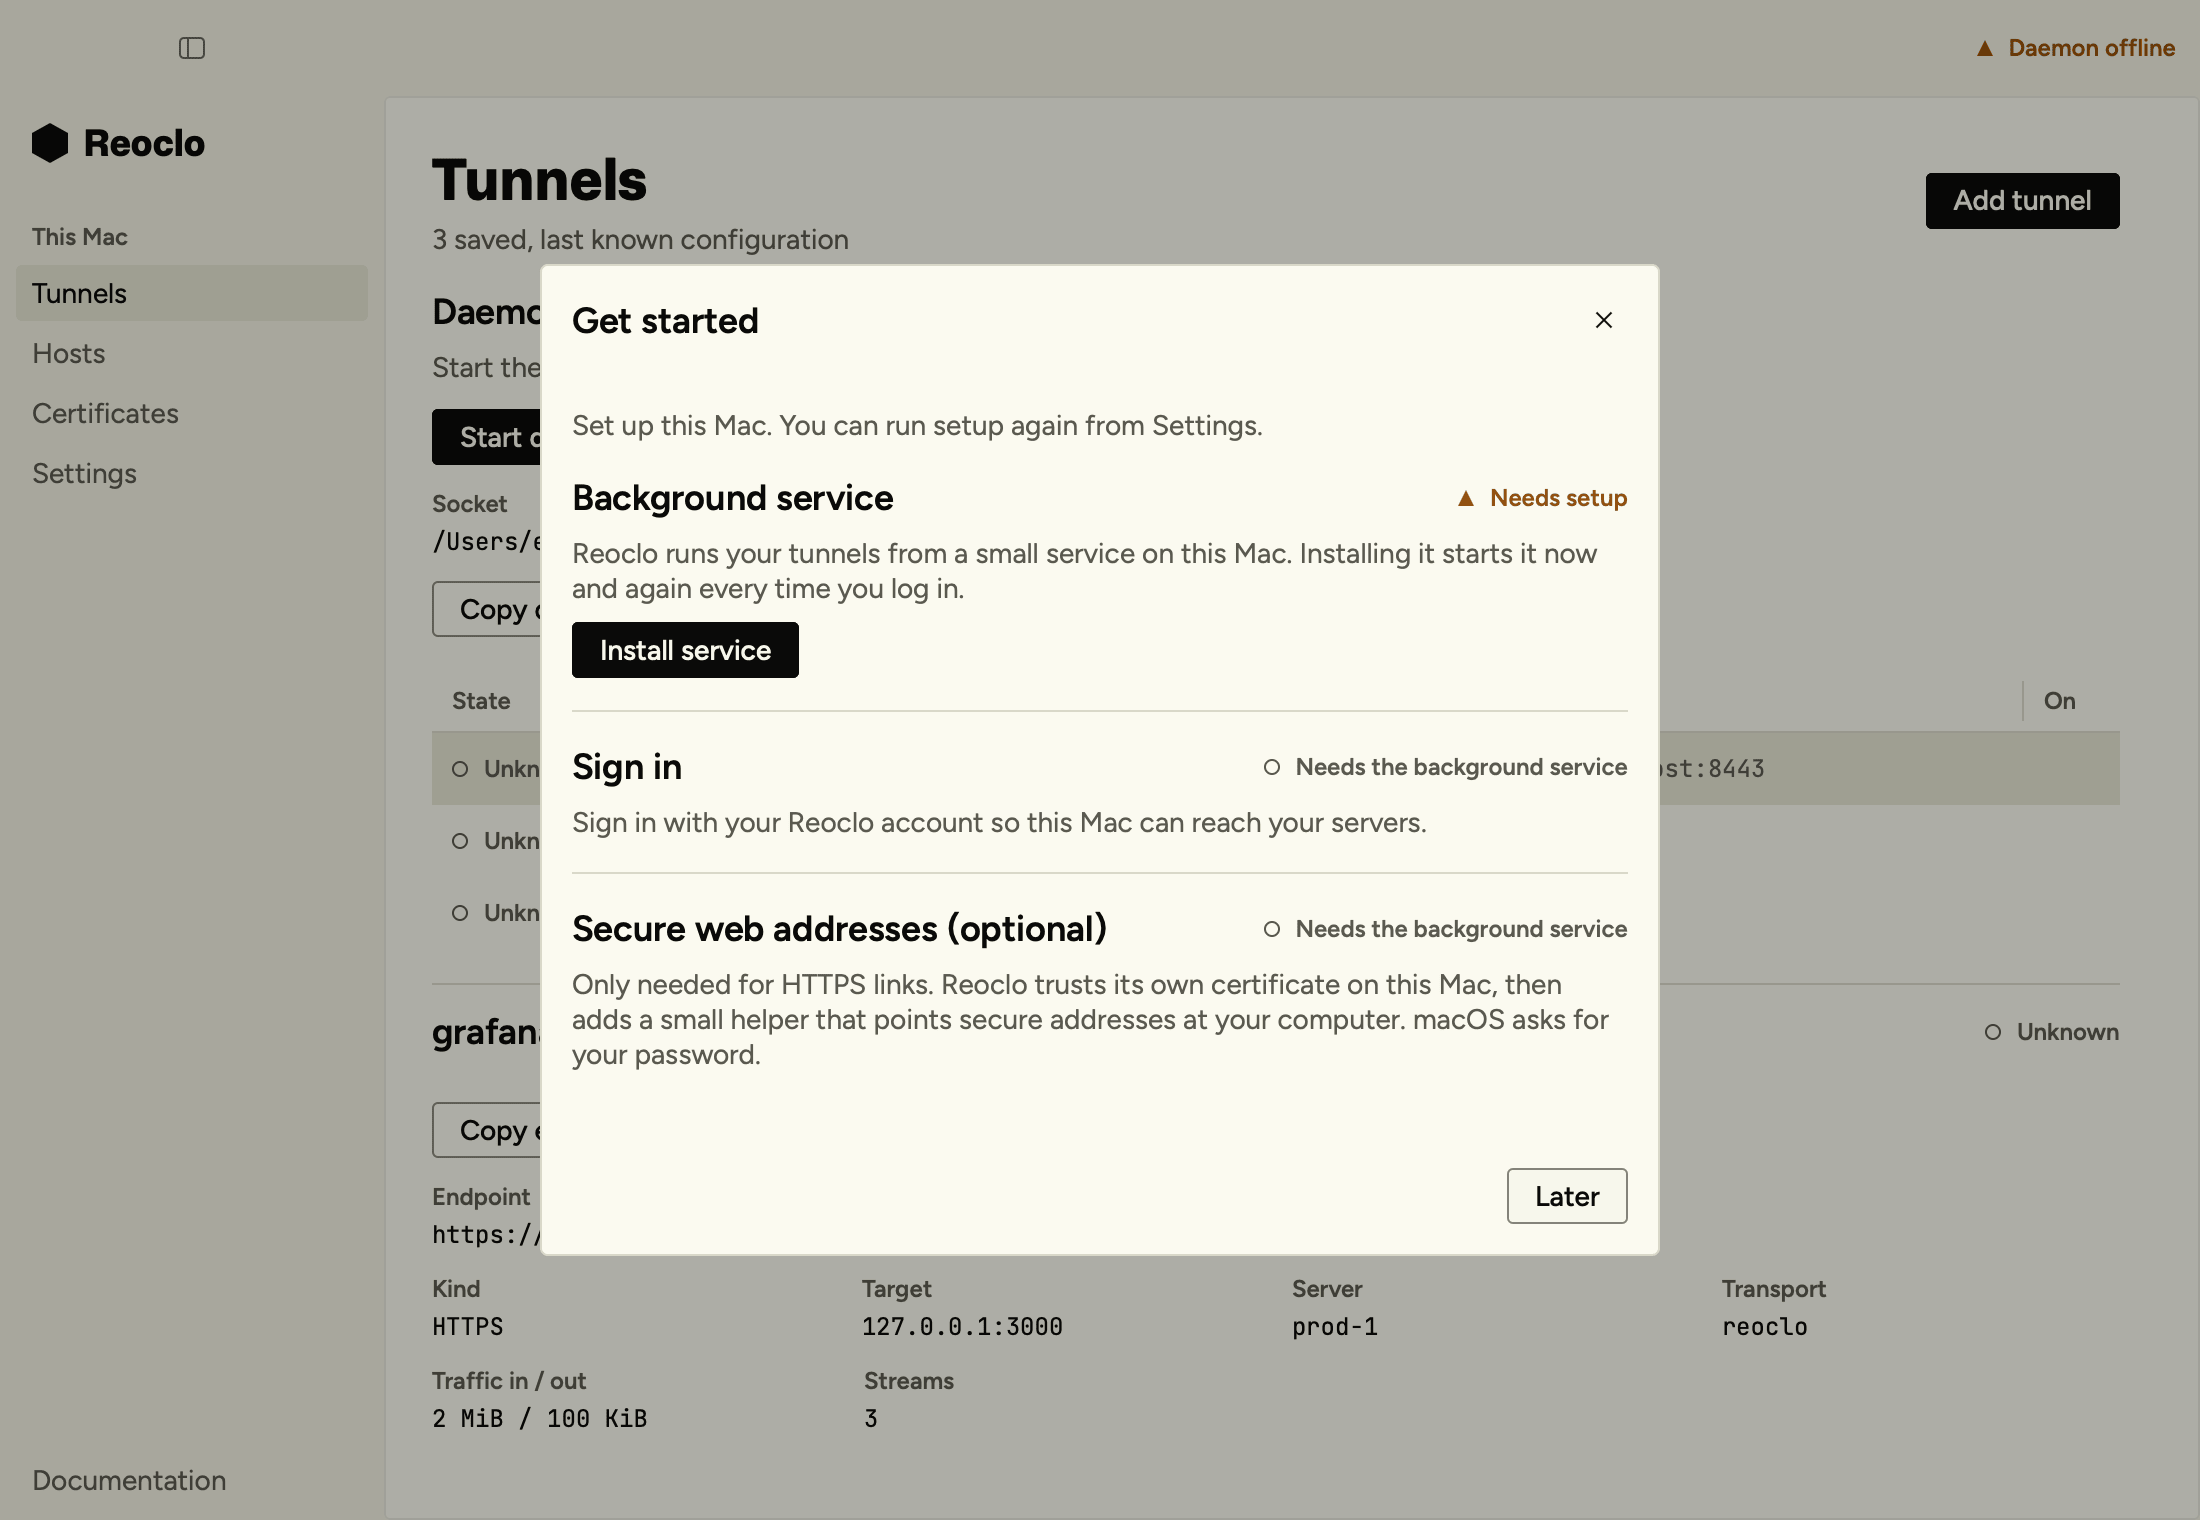 Daemon offline
Reoclo
This Mac
Tunnels
Hosts
Certificates
Settings
Documentation
Tunnels
3 saved, last known configuration
Add tunnel
Start the
Start
Socket
/Users/
Copy
State
On
ost:8443
Unknown
Copy
Endpoint
https://
Kind
HTTPS
Target
127.0.0.1:3000
Server
prod-1
Transport
reoclo
Traffic in / out
2 MiB / 100 KiB
Streams
3
Get started
Set up this Mac. You can run setup again from Settings.
Background service
Needs setup
Reoclo runs your tunnels from a small service on this Mac. Installing it starts it now
and again every time you log in.
Install service
Sign in
Needs the background service
Sign in with your Reoclo account so this Mac can reach your servers.
Secure web addresses (optional)
Needs the background service
Only needed for HTTPS links. Reoclo trusts its own certificate on this Mac, then
adds a small helper that points secure addresses at your computer. macOS asks for
your password.
Later